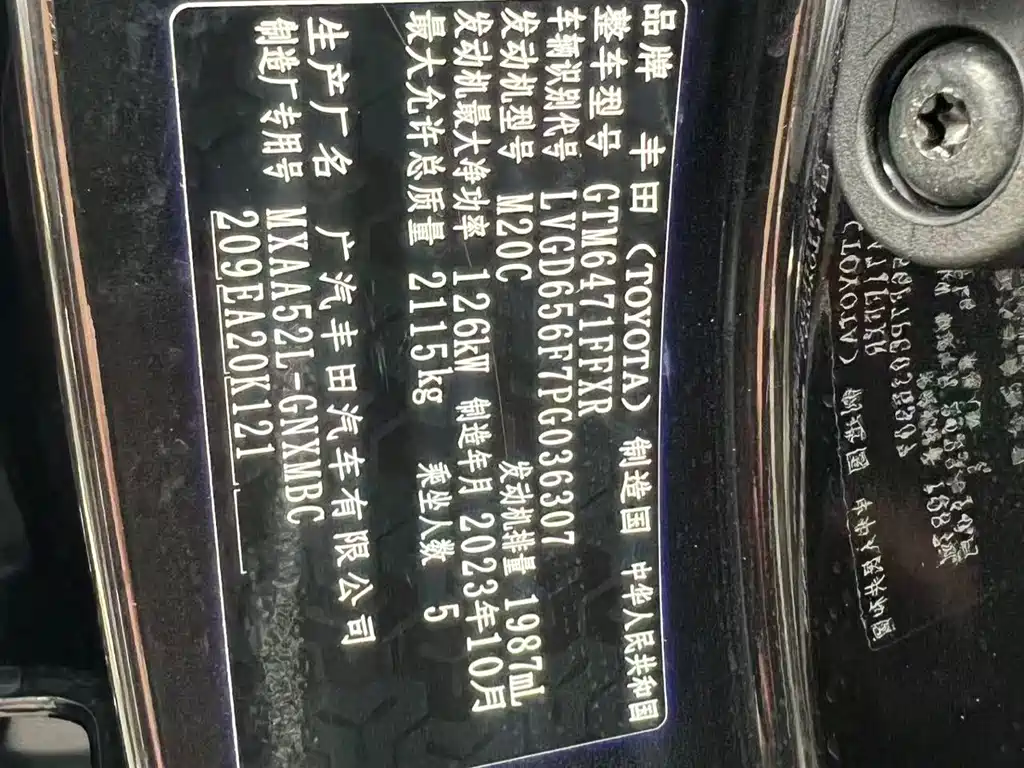 品牌 丰田 (TOYOTA) 制造国 中华人民共和国
整车型号 GTM6471FFXR
车辆识别代号 LVGD656F7PG036307
发动机型号 M20C 发动机排量 1987ml
发动机最大净功率 126kW 制造年月 2023年10月
最大允许总质量 2115kg 乘坐人数 5
生产厂名 广汽丰田汽车有限公司
制造厂专用号 MXAA52L-GNXMBC
209EA20K121